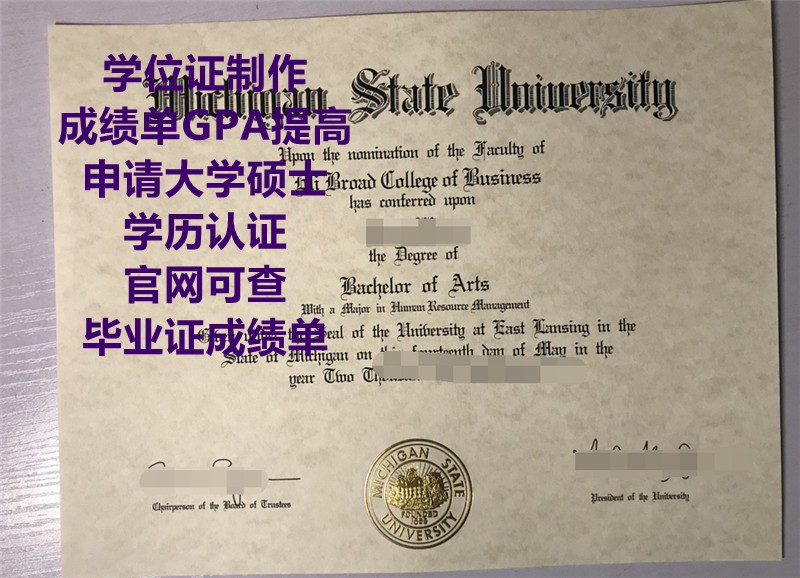 学位证制作
Michigan State University
成绩单GPA提高
Upon the nomination of the Faculty of
申请大学硕士
Eli Broad College of Business
has conferred upon
学历认证
the Degree of
官网可查
Bachelor of Arts
With a Major in Human Resource Management
毕业证成绩单
the Seal of the University at East Lansing in the
State of Michigan on this fourteenth day of May in the
year Two
Chairperson of the Board of Trustees
MICHIGAN STATE
UNIVERSITY
FOUNDED
President of the University